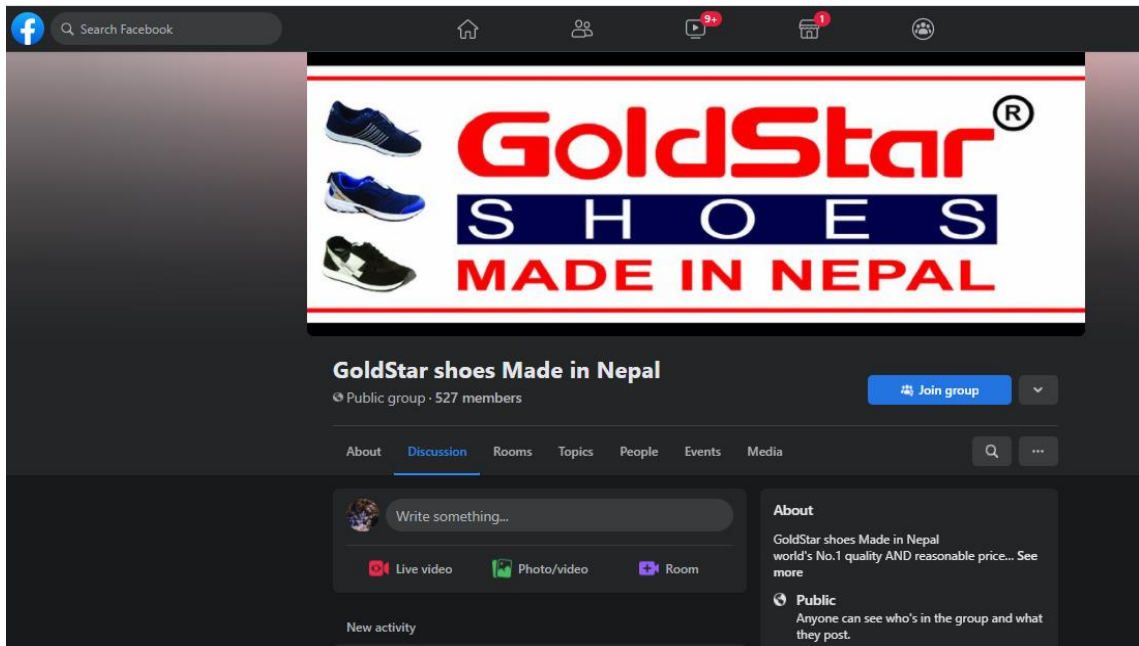 Search Facebook
9+
1
GoldStar®
SHOES
MADE IN NEPAL
GoldStar shoes Made in Nepal
Public group · 527 members
Join group
About Discussion Rooms Topics People Events Media
Write something...
Live video Photo/video Room
New activity
About
GoldStar shoes Made in Nepal
world's No.1 quality AND reasonable price... See
more
Public
Anyone can see who's in the group and what
they post.